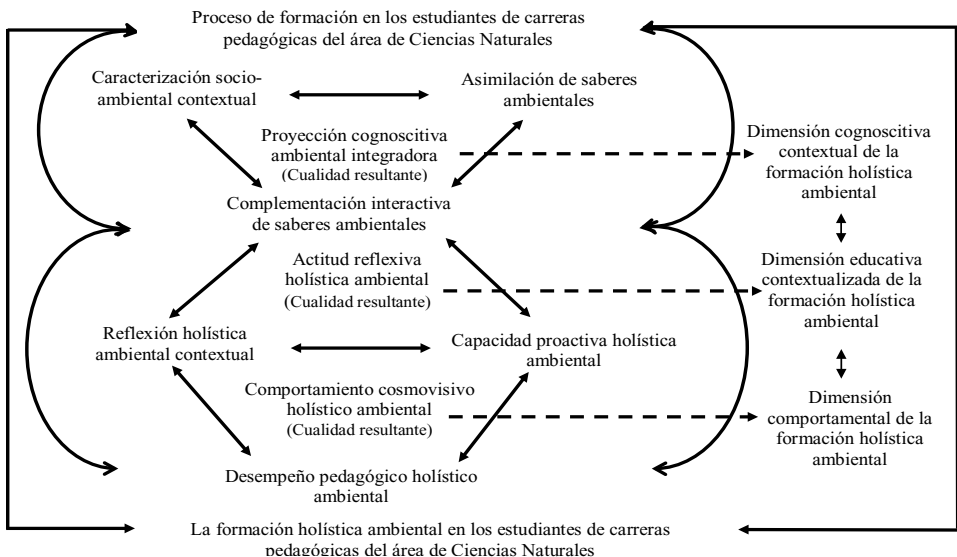 Proceso de formación en los estudiantes de carreras
pedagógicas del área de Ciencias Naturales
Caracterización socio-
ambiental contextual
Asimilación de saberes
ambientales
Proyección cognoscitiva
ambiental integradora
(Cualidad resultante)
Dimensión cognoscitiva
contextual de la
formación holística
ambiental
Complementación interactiva
de saberes ambientales
Actitud reflexiva
holística ambiental
(Cualidad resultante)
Dimensión educativa
contextualizada de la
formación holística
ambiental
Reflexión holística
ambiental contextual
Capacidad proactiva holística
ambiental
Comportamiento cosmovisivo
holístico ambiental
(Cualidad resultante)
Dimensión
comportamental de la
formación holística
ambiental
Desempeño pedagógico holístico
ambiental
La formación holística ambiental en los estudiantes de carreras
pedagógicas del área de Ciencias Naturales